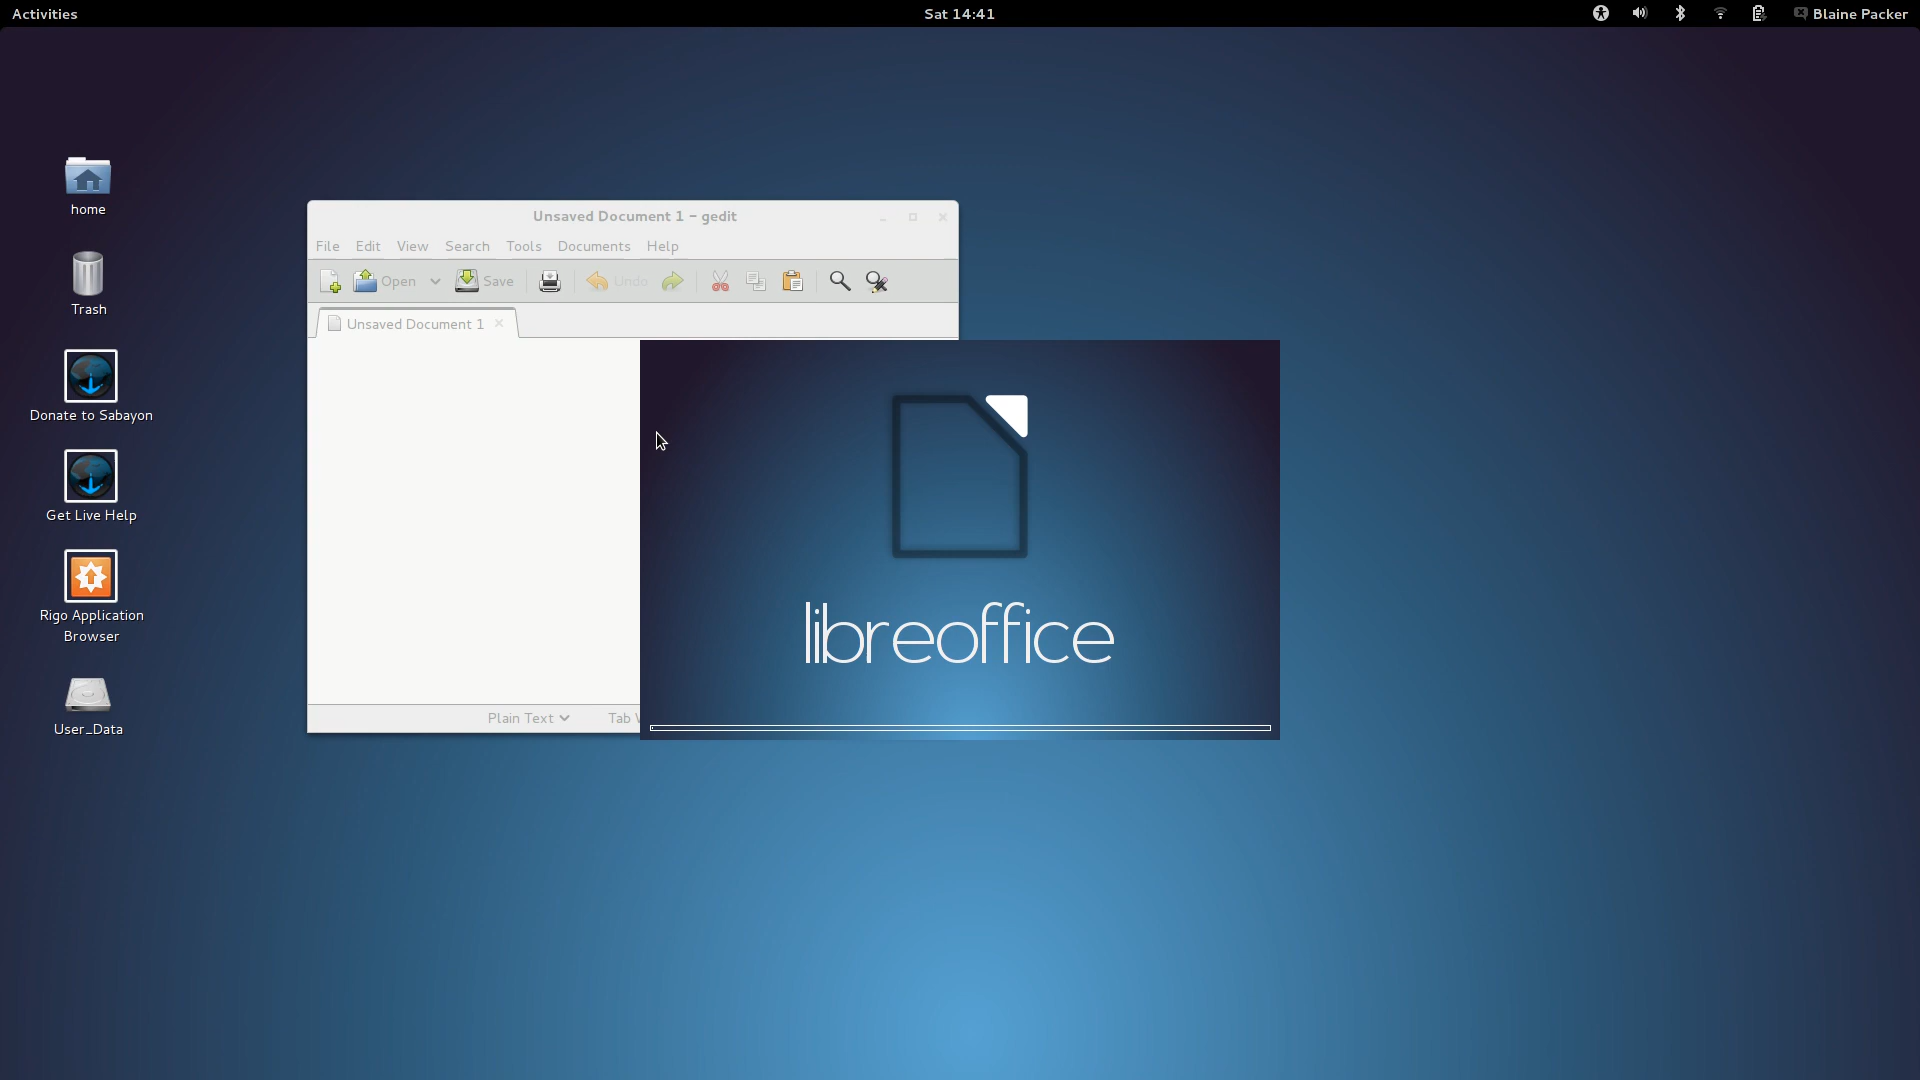 Activities
Sat 14:41
Blaine Packer
home
Trash
Donate to Sabayon
Get Live Help
Rigo Application
Browser
User_Data
Unsaved Document 1 - gedit
File Edit View Search Tools Documents Help
Open Save Undo
Unsaved Document 1
Plain Text Tab
libreoffice